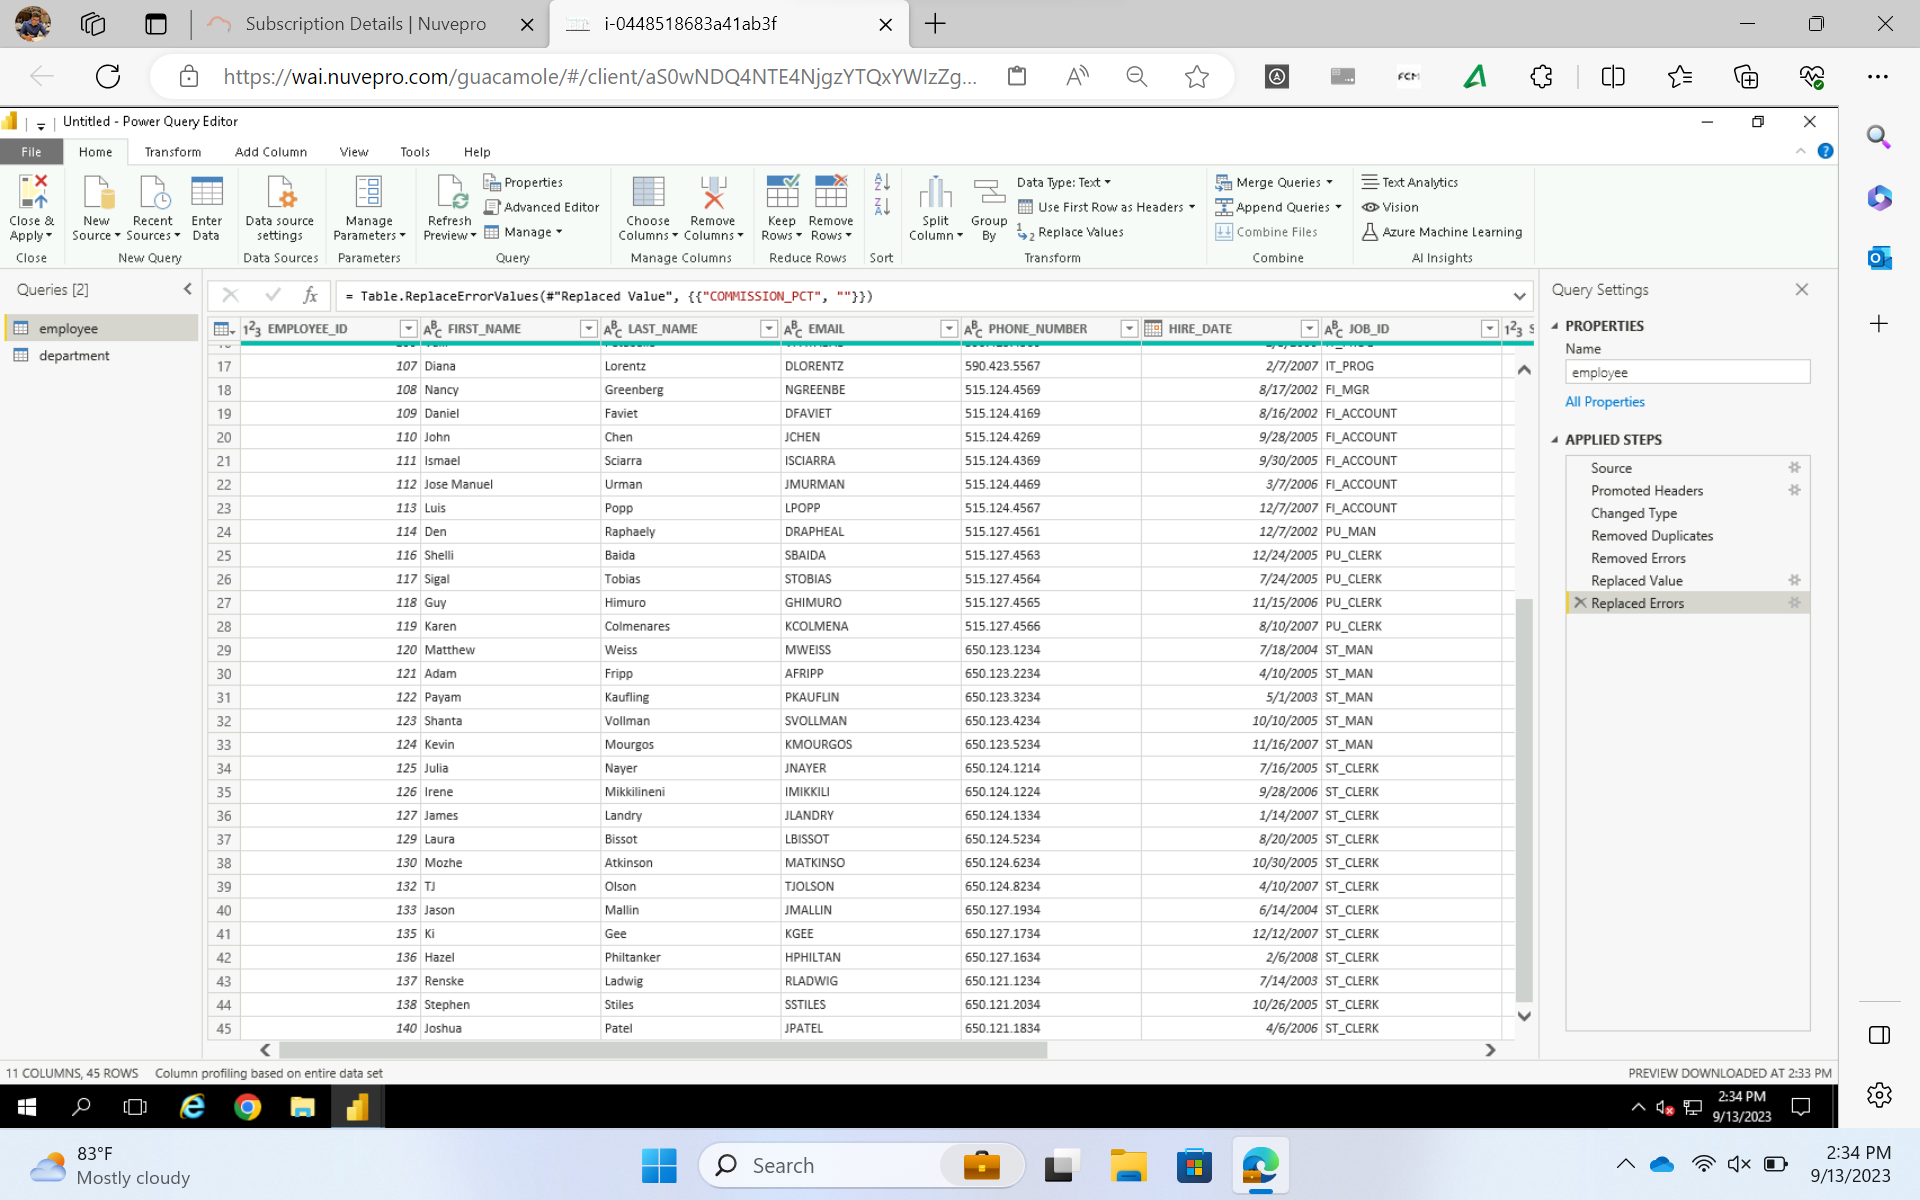 Subscription Details | Nuvepro
i-0448518683a41ab3f
https://wai.nuvepro.com/guacamole/#/client/aS0wNDQ4NTE4NjgzYTQxYWIzZg...
FCM
Untitled - Power Query Editor
File Home Transform Add Column View Tools Help
Close & Apply
New Source
Recent Sources
Enter Data
Data source settings
Manage Parameters
Refresh Preview
Properties
Advanced Editor
Manage
Choose Columns
Remove Columns
Keep Rows
Remove Rows
Split Column
Group By
Data Type: Text
Use First Row as Headers
Replace Values
Merge Queries
Append Queries
Combine Files
Text Analytics
Vision
Azure Machine Learning
Close New Query Data Sources Parameters Query Manage Columns Reduce Rows Sort Transform Combine AI Insights
Queries [2]
employee
department
= Table.ReplaceErrorValues(#"Replaced Value", {{"COMMISSION_PCT", ""}})
EMPLOYEE_ID FIRST_NAME LAST_NAME EMAIL PHONE_NUMBER HIRE_DATE JOB_ID
17 107 Diana Lorentz DLORENTZ 590.423.5567 2/7/2007 IT_PROG
18 108 Nancy Greenberg NGREENBE 515.124.4569 8/17/2002 FI_MGR
19 109 Daniel Faviet DFAVIET 515.124.4169 8/16/2002 FI_ACCOUNT
20 110 John Chen JCHEN 515.124.4269 9/28/2005 FI_ACCOUNT
21 111 Ismael Sciarra ISCIARRA 515.124.4369 9/30/2005 FI_ACCOUNT
22 112 Jose Manuel Urman JMURMAN 515.124.4469 3/7/2006 FI_ACCOUNT
23 113 Luis Popp LPOPP 515.124.4567 12/7/2007 FI_ACCOUNT
24 114 Den Raphaely DRAPHEAL 515.127.4561 12/7/2002 PU_MAN
25 116 Shelli Baida SBAIDA 515.127.4563 12/24/2005 PU_CLERK
26 117 Sigal Tobias STOBIAS 515.127.4564 7/24/2005 PU_CLERK
27 118 Guy Himuro GHIMURO 515.127.4565 11/15/2006 PU_CLERK
28 119 Karen Colmenares KCOLMENA 515.127.4566 8/10/2007 PU_CLERK
29 120 Matthew Weiss MWEISS 650.123.1234 7/18/2004 ST_MAN
30 121 Adam Fripp AFRIPP 650.123.2234 4/10/2005 ST_MAN
31 122 Payam Kaufling PKAUFLIN 650.123.3234 5/1/2003 ST_MAN
32 123 Shanta Vollman SVOLLMAN 650.123.4234 10/10/2005 ST_MAN
33 124 Kevin Mourgos KMOURGOS 650.123.5234 11/16/2007 ST_MAN
34 125 Julia Nayer JNAYER 650.124.1214 7/16/2005 ST_CLERK
35 126 Irene Mikkilineni IMIKKILI 650.124.1224 9/28/2006 ST_CLERK
36 127 James Landry JLANDRY 650.124.1334 1/14/2007 ST_CLERK
37 129 Laura Bissot LBISSOT 650.124.5234 8/20/2005 ST_CLERK
38 130 Mozhe Atkinson MATKINSO 650.124.6234 10/30/2005 ST_CLERK
39 132 TJ Olson TJOLSON 650.124.8234 4/10/2007 ST_CLERK
40 133 Jason Mallin JMALLIN 650.127.1934 6/14/2004 ST_CLERK
41 135 Ki Gee KGEE 650.127.1734 12/12/2007 ST_CLERK
42 136 Hazel Philtanker HPHILTAN 650.127.1634 2/6/2008 ST_CLERK
43 137 Renske Ladwig RLADWIG 650.121.1234 7/14/2003 ST_CLERK
44 138 Stephen Stiles SSTILES 650.121.2034 10/26/2005 ST_CLERK
45 140 Joshua Patel JPATEL 650.121.1834 4/6/2006 ST_CLERK
Query Settings
PROPERTIES
Name
employee
All Properties
APPLIED STEPS
Source
Promoted Headers
Changed Type
Removed Duplicates
Removed Errors
Replaced Value
Replaced Errors
11 COLUMNS, 45 ROWS Column profiling based on entire data set
PREVIEW DOWNLOADED AT 2:33 PM
2:34 PM
9/13/2023
83°F
Mostly cloudy
Search
2:34 PM
9/13/2023